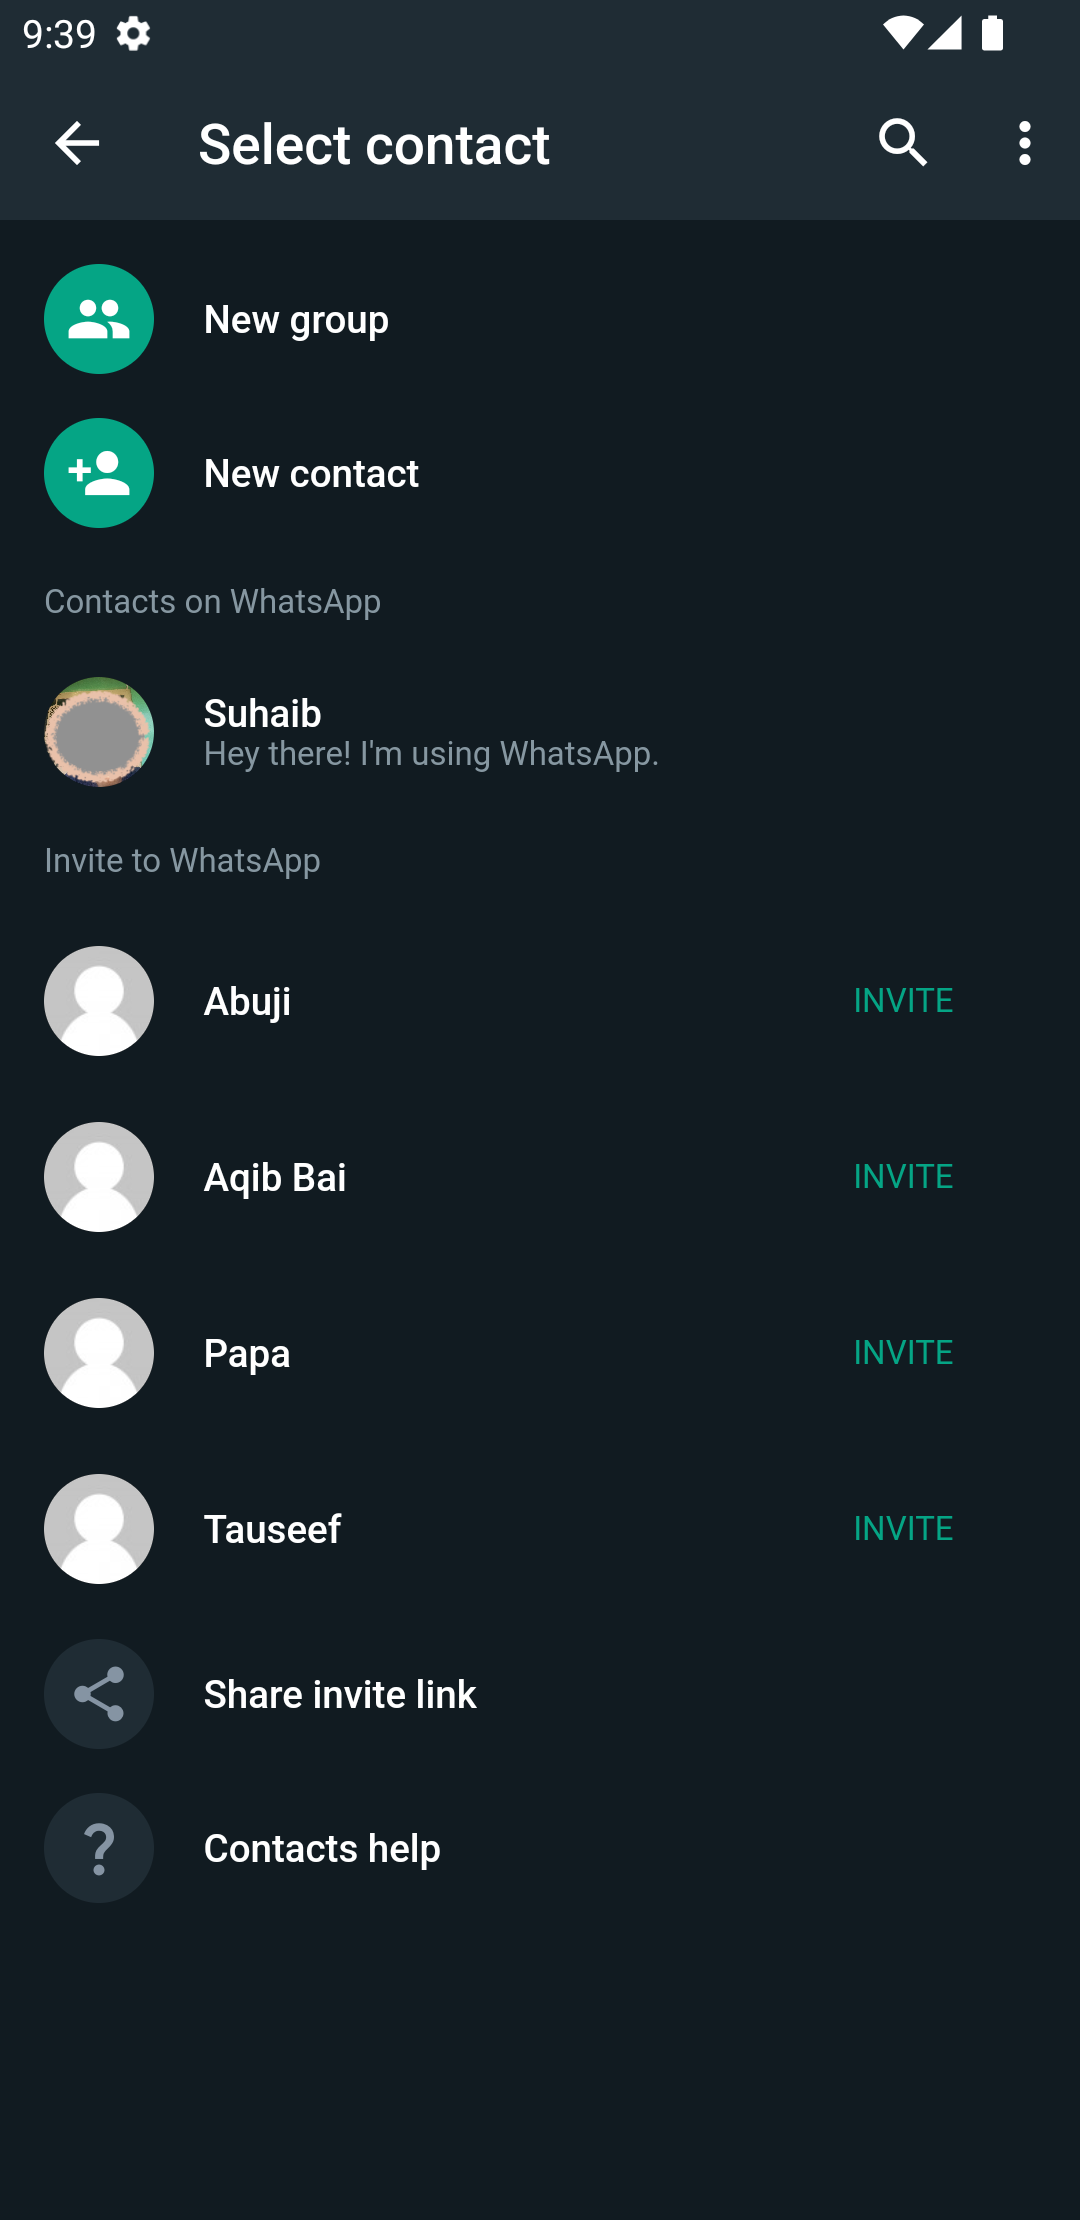 9:39
Select contact
New group
New contact
Contacts on WhatsApp
Suhaib
Hey there! I'm using WhatsApp.
Invite to WhatsApp
Abuji INVITE
Aqib Bai INVITE
Papa INVITE
Tauseef INVITE
Share invite link
Contacts help